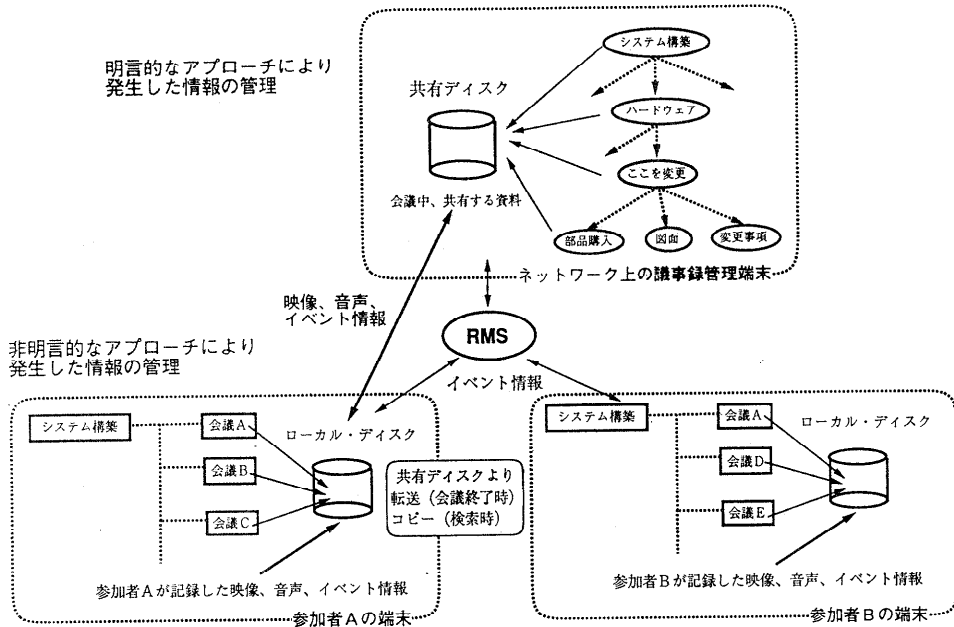 明言的なアプローチにより
発生した情報の管理
共有ディスク
会議中、共有する資料
システム構築
ハードウェア
ここを変更
部品購入
図面
変更事項
ネットワーク上の議事録管理端末
映像、音声、
イベント情報
RMS
イベント情報
非明言的なアプローチにより
発生した情報の管理
システム構築
会議A
会議B
会議C
ローカル・ディスク
共有ディスクより
転送（会議終了時）
コピー（検索時）
参加者Aが記録した映像、音声、イベント情報
参加者Aの端末
システム構築
会議A
会議D
会議E
ローカル・ディスク
参加者Bが記録した映像、音声、イベント情報
参加者Bの端末